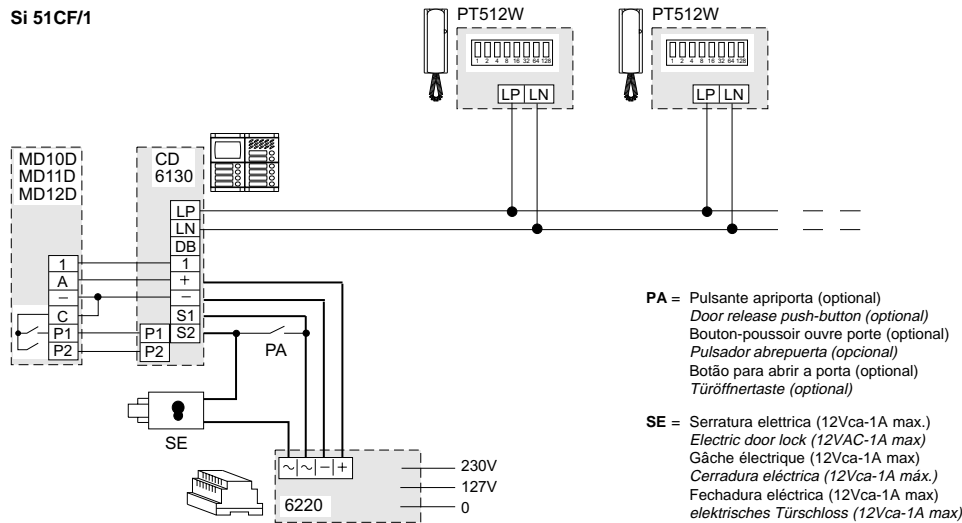 Si 51CF/1
PT512W
1 2 4 8 16 32 64 128
LP LN
PT512W
1 2 4 8 16 32 64 128
LP LN
MD10D
MD11D
MD12D
1
A
–
C
P1
P2
CD
6130
LP
LN
DB
1
+
–
S1
P1 S2
P2
PA
SE
~ ~ – +
6220
230V
127V
0
PA = Pulsante apriporta (optional)
Door release push-button (optional)
Bouton-poussoir ouvre porte (optional)
Pulsador abrepuerta (opcional)
Botão para abrir a porta (optional)
Türöffnertaste (optional)
SE = Serratura elettrica (12Vca-1A max.)
Electric door lock (12VAC-1A max)
Gâche électrique (12Vca-1A max)
Cerradura eléctrica (12Vca-1A máx.)
Fechadura eléctrica (12Vca-1A max)
elektrisches Türschloss (12Vca-1A max)